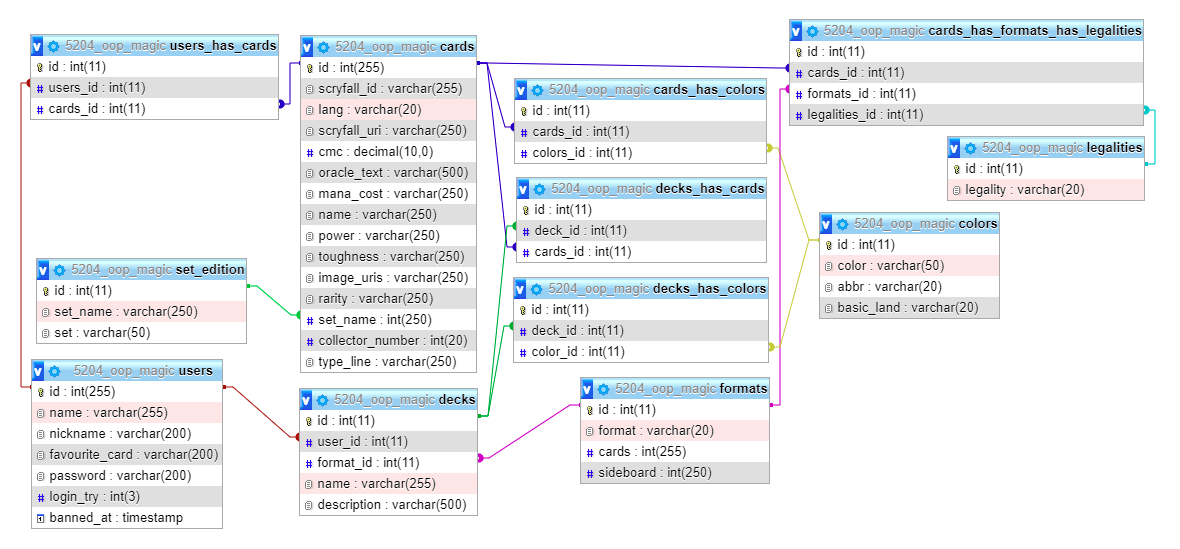 v 5204_oop_magic users_has_cards
id : int(11)
# users_id : int(11)
# cards_id : int(11)
v 5204_oop_magic cards
id : int(255)
scryfall_id : varchar(255)
lang : varchar(20)
scryfall_uri : varchar(250)
# cmc : decimal(10,0)
oracle_text : varchar(500)
mana_cost : varchar(250)
name : varchar(250)
power : varchar(250)
toughness : varchar(250)
image_uris : varchar(250)
rarity : varchar(250)
# set_name : int(250)
# collector_number : int(20)
type_line : varchar(250)
v 5204_oop_magic cards_has_formats_has_legalities
id : int(11)
# cards_id : int(11)
# formats_id : int(11)
# legalities_id : int(11)
v 5204_oop_magic cards_has_colors
id : int(11)
# cards_id : int(11)
# colors_id : int(11)
v 5204_oop_magic legalities
id : int(11)
legality : varchar(20)
v 5204_oop_magic decks_has_cards
id : int(11)
# deck_id : int(11)
# cards_id : int(11)
v 5204_oop_magic colors
id : int(11)
color : varchar(50)
abbr : varchar(20)
basic_land : varchar(20)
v 5204_oop_magic set_edition
id : int(11)
set_name : varchar(250)
set : varchar(50)
v 5204_oop_magic decks_has_colors
id : int(11)
# deck_id : int(11)
# color_id : int(11)
v 5204_oop_magic users
id : int(255)
name : varchar(255)
nickname : varchar(200)
favourite_card : varchar(200)
password : varchar(200)
# login_try : int(3)
banned_at : timestamp
v 5204_oop_magic decks
id : int(11)
# user_id : int(11)
# format_id : int(11)
name : varchar(255)
description : varchar(500)
v 5204_oop_magic formats
id : int(11)
format : varchar(20)
# cards : int(255)
# sideboard : int(250)